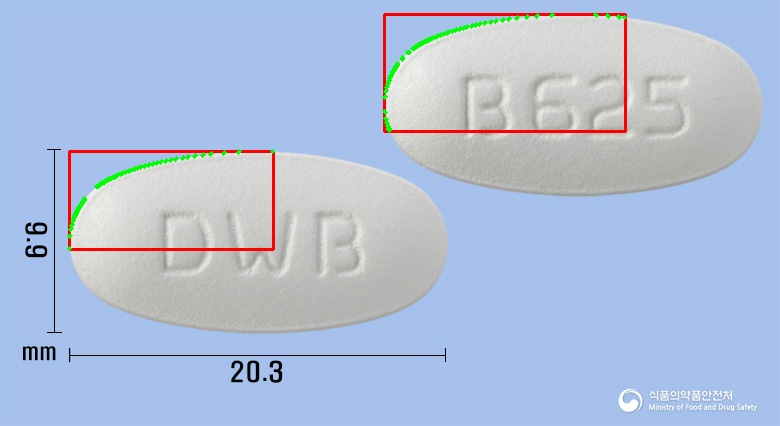 B625
DWB
9.9
mm
20.3
식품의약품안전처
Ministry of Food and Drug Safety